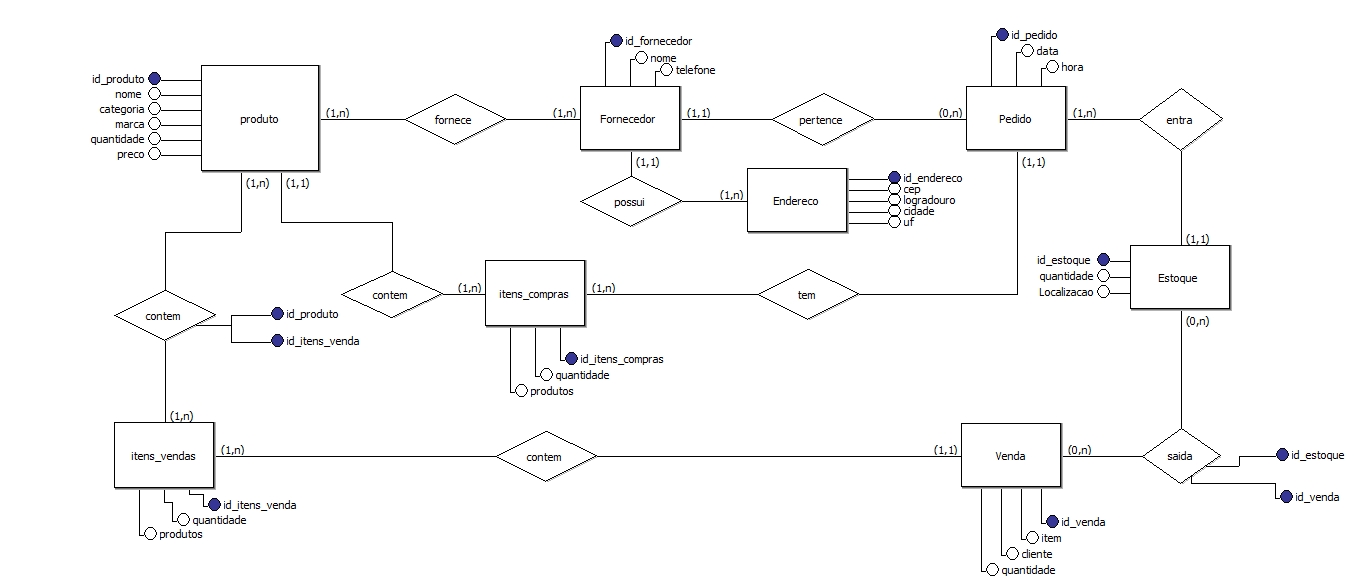 id_produto
nome
categoria
marca
quantidade
preco
produto
(1,n)
fornece
(1,n)
id_fornecedor
nome
telefone
Fornecedor
(1,1)
pertence
(0,n)
id_pedido
data
hora
Pedido
(1,n)
entra
(1,n)
(1,1)
(1,1)
possui
(1,n)
Endereco
id_endereco
cep
logradouro
cidade
uf
(1,1)
(1,1)
id_estoque
quantidade
Localizacao
Estoque
(0,n)
contem
(1,n)
itens_compras
(1,n)
tem
contem
id_produto
id_itens_venda
id_itens_compras
quantidade
produtos
(1,n)
itens_vendas
(1,n)
contem
(1,1)
Venda
(0,n)
saida
id_estoque
id_venda
id_itens_venda
quantidade
produtos
id_venda
item
cliente
quantidade